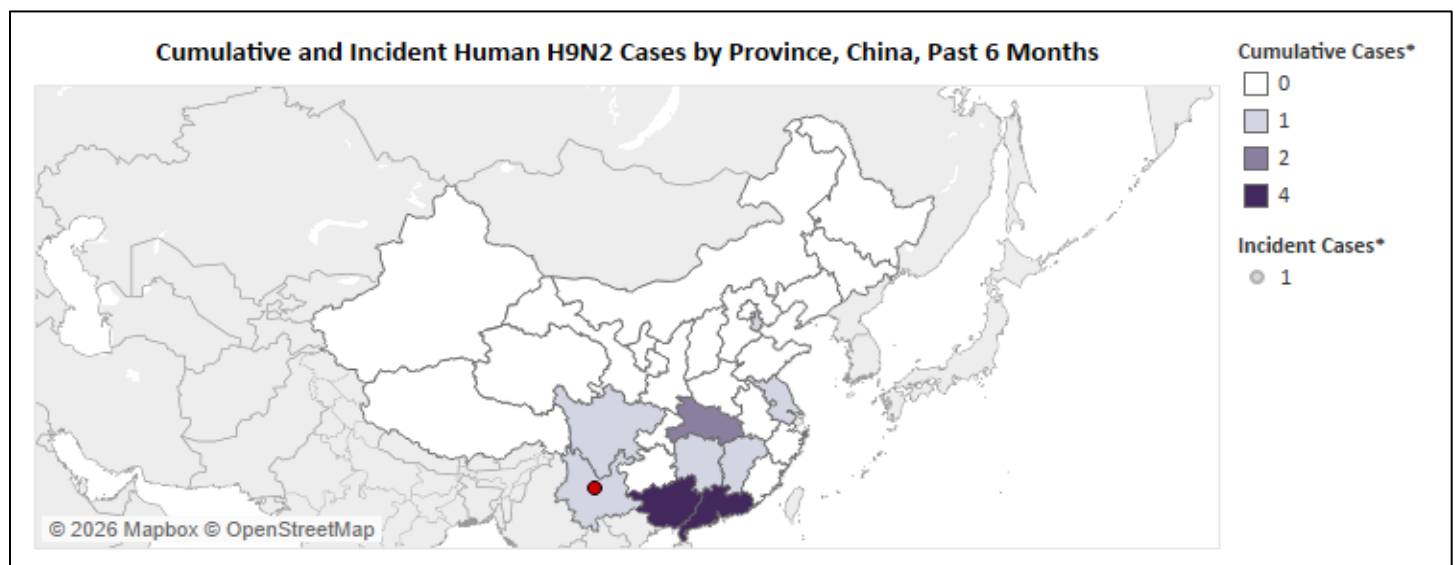 Cumulative and Incident Human H9N2 Cases by Province, China, Past 6 Months
Cumulative Cases*
0
1
2
4
Incident Cases*
1
© 2026 Mapbox © OpenStreetMap